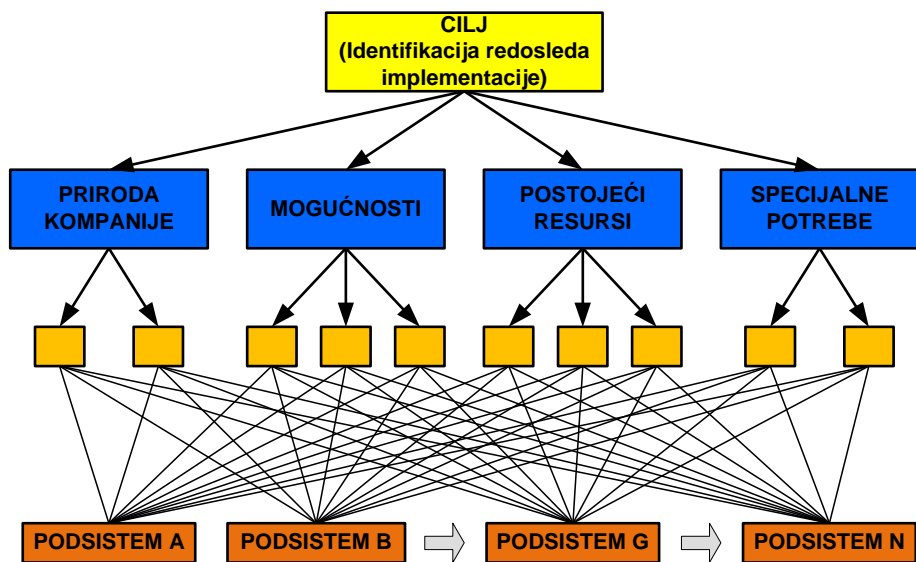 CILJ
(Identifikacija redosleda
implementacije)
PRIRODA
KOMPANIJE
MOGUĆNOSTI
POSTOJEĆI
RESURSI
SPECIJALNE
POTREBE
PODSISTEM A
PODSISTEM B
PODSISTEM G
PODSISTEM N